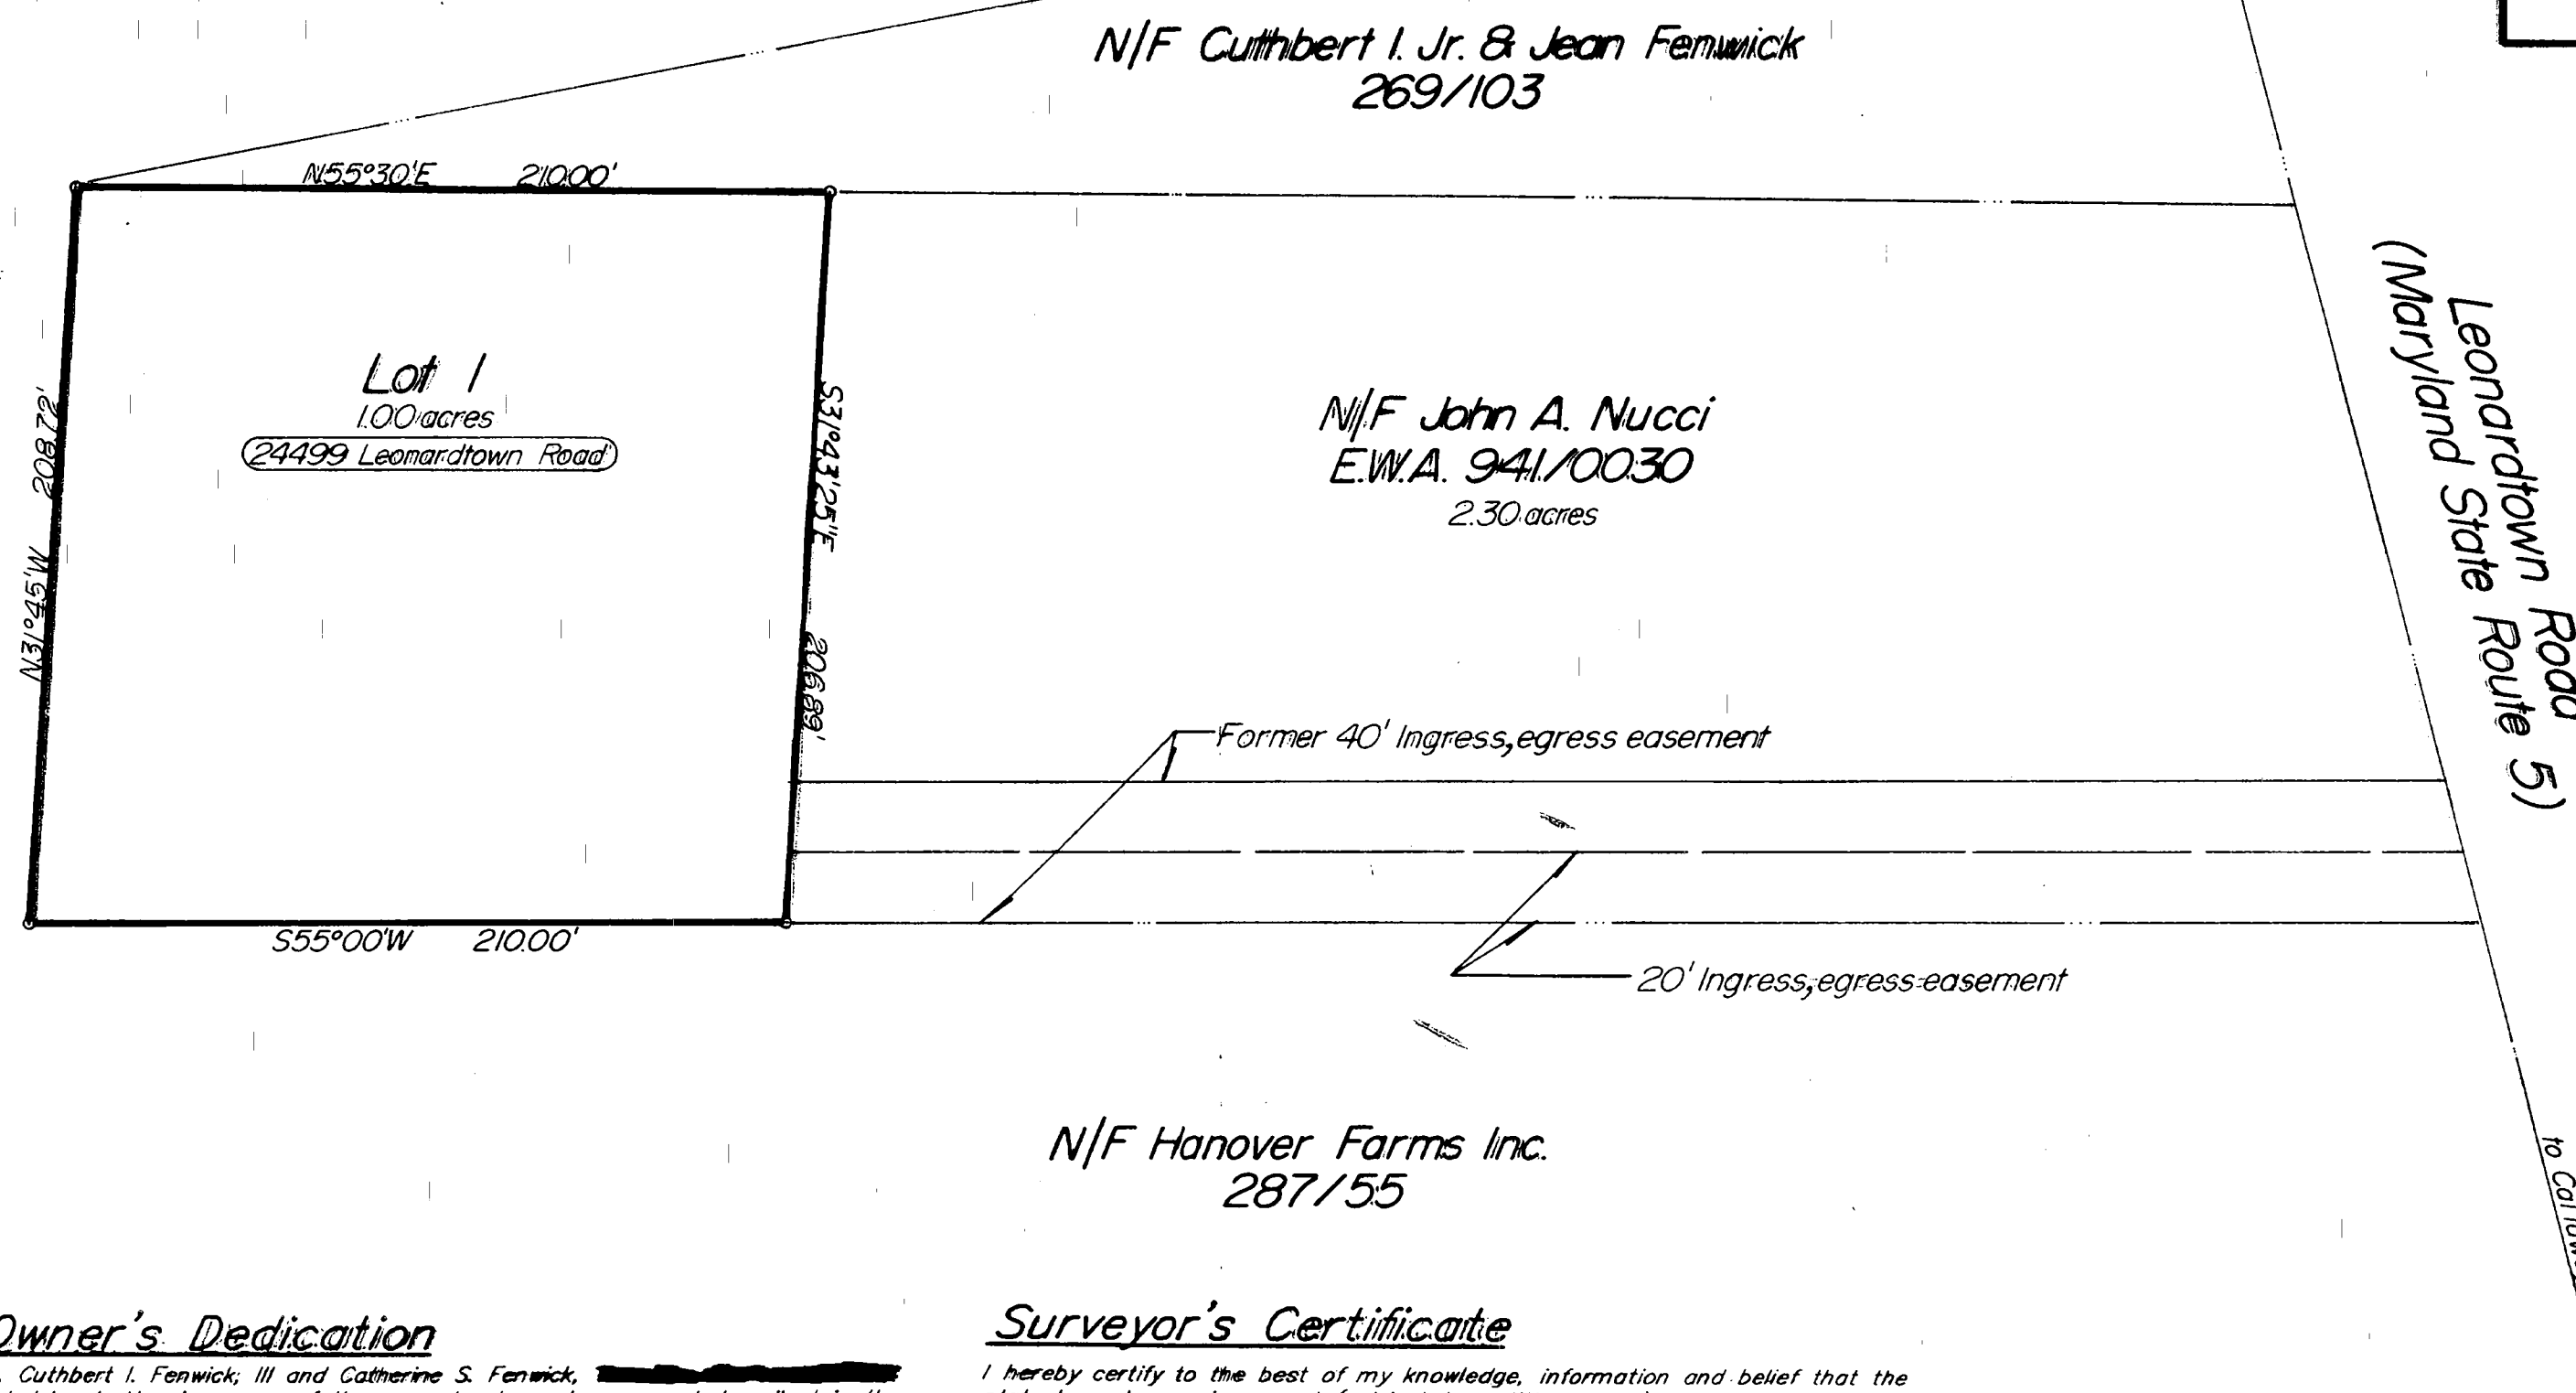 N/F Cuthbert I. Jr. & Jean Fenwick
269/103
N55°30'E 210.00'
Lot 1
1.00 acres
24499 Leonardtown Road
N31°45'W 208.72'
S31°43'25"E 206.89'
S55°00'W 210.00'
N/F John A. Nucci
E.W.A. 941/0030
2.30 acres
Leonardtown Road
(Maryland State Route 5)
Former 40' Ingress,egress easement
20' Ingress,egress easement
N/F Hanover Farms Inc.
287/55
to
Owner's Dedication
Cuthbert I. Fenwick; III and Catherine S. Fenwick,
Surveyor's Certificate
I hereby certify to the best of my knowledge, information and belief that the